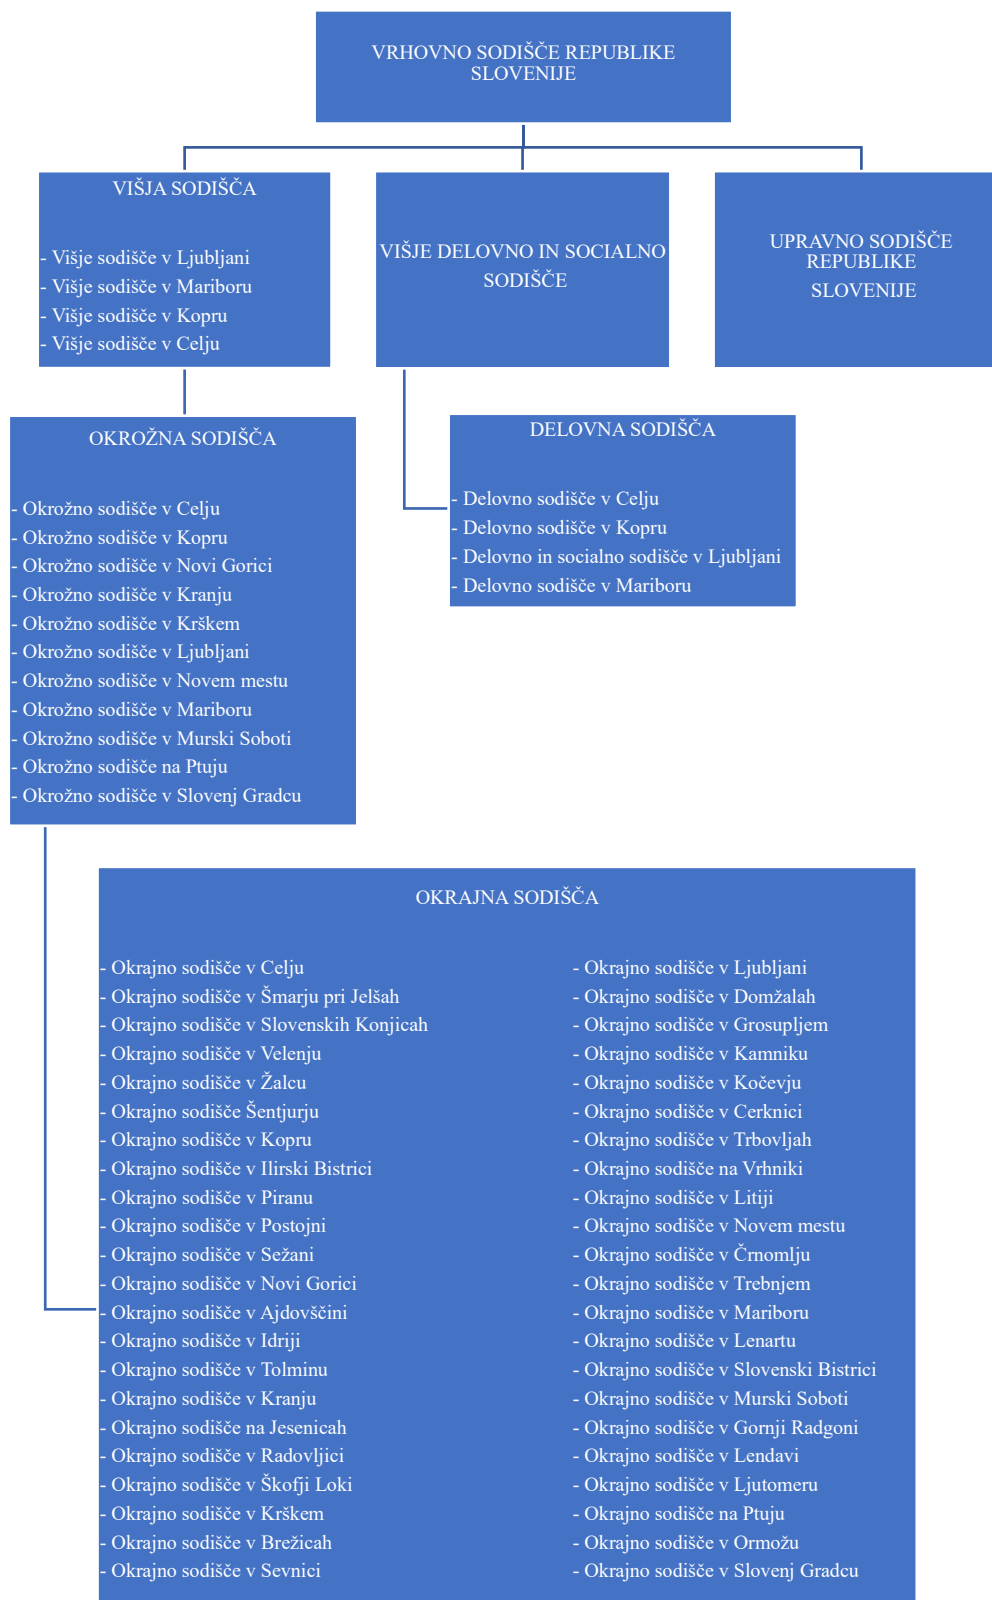 VRHOVNO SODIŠČE REPUBLIKE
SLOVENIJE
VIŠJA SODIŠČA
- Višje sodišče v Ljubljani
- Višje sodišče v Mariboru
- Višje sodišče v Kopru
- Višje sodišče v Celju
VIŠJE DELOVNO IN SOCIALNO
SODIŠČE
UPRAVNO SODIŠČE
REPUBLIKE
SLOVENIJE
OKROŽNA SODIŠČA
- Okrožno sodišče v Celju
- Okrožno sodišče v Kopru
- Okrožno sodišče v Novi Gorici
- Okrožno sodišče v Kranju
- Okrožno sodišče v Krškem
- Okrožno sodišče v Ljubljani
- Okrožno sodišče v Novem mestu
- Okrožno sodišče v Mariboru
- Okrožno sodišče v Murski Soboti
- Okrožno sodišče na Ptuju
- Okrožno sodišče v Slovenj Gradcu
DELOVNA SODIŠČA
- Delovno sodišče v Celju
- Delovno sodišče v Kopru
- Delovno in socialno sodišče v Ljubljani
- Delovno sodišče v Mariboru
OKRAJNA SODIŠČA
- Okrajno sodišče v Celju
- Okrajno sodišče v Šmarju pri Jelšah
- Okrajno sodišče v Slovenskih Konjicah
- Okrajno sodišče v Velenju
- Okrajno sodišče v Žalcu
- Okrajno sodišče Šentjurju
- Okrajno sodišče v Kopru
- Okrajno sodišče v Ilirski Bistrici
- Okrajno sodišče v Piranu
- Okrajno sodišče v Postojni
- Okrajno sodišče v Sežani
- Okrajno sodišče v Novi Gorici
- Okrajno sodišče v Ajdovščini
- Okrajno sodišče v Idriji
- Okrajno sodišče v Tolminu
- Okrajno sodišče v Kranju
- Okrajno sodišče na Jesenicah
- Okrajno sodišče v Radovljici
- Okrajno sodišče v Škofji Loki
- Okrajno sodišče v Krškem
- Okrajno sodišče v Brežicah
- Okrajno sodišče v Sevnici
- Okrajno sodišče v Ljubljani
- Okrajno sodišče v Domžalah
- Okrajno sodišče v Grosupljem
- Okrajno sodišče v Kamniku
- Okrajno sodišče v Kočevju
- Okrajno sodišče v Cerknici
- Okrajno sodišče v Trbovljah
- Okrajno sodišče na Vrhniki
- Okrajno sodišče v Litiji
- Okrajno sodišče v Novem mestu
- Okrajno sodišče v Črnomlju
- Okrajno sodišče v Trebnjem
- Okrajno sodišče v Mariboru
- Okrajno sodišče v Lenartu
- Okrajno sodišče v Slovenski Bistrici
- Okrajno sodišče v Murski Soboti
- Okrajno sodišče v Gornji Radgoni
- Okrajno sodišče v Lendavi
- Okrajno sodišče v Ljutomeru
- Okrajno sodišče na Ptuju
- Okrajno sodišče v Ormožu
- Okrajno sodišče v Slovenj Gradcu